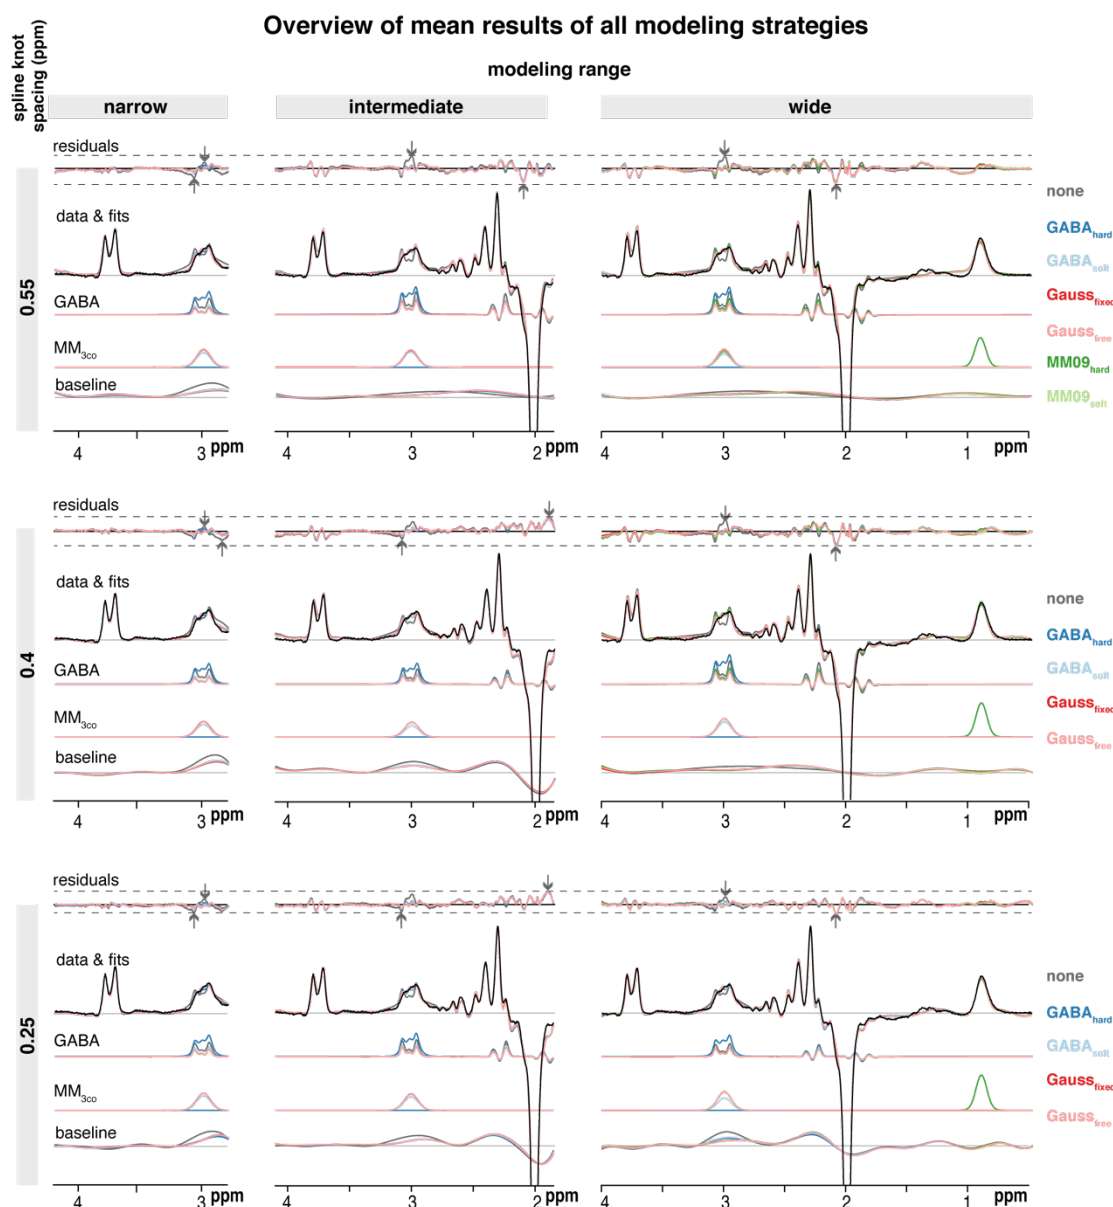 Overview of mean results of all modeling strategies
spline knot
spacing (ppm)
modeling range
narrow
intermediate
wide
0.55
residuals
data & fits
GABA
MM3co
baseline
4
3
ppm
4
3
2
ppm
4
3
2
1
ppm
none
GABAhard
GABAsoft
Gaussfixed
Gaussfree
MM09hard
MM09soft
0.4
residuals
data & fits
GABA
MM3co
baseline
4
3
ppm
4
3
2
ppm
4
3
2
1
ppm
none
GABAhard
GABAsoft
Gaussfixed
Gaussfree
0.25
residuals
data & fits
GABA
MM3co
baseline
4
3
ppm
4
3
2
ppm
4
3
2
1
ppm
none
GABAhard
GABAsoft
Gaussfixed
Gaussfree